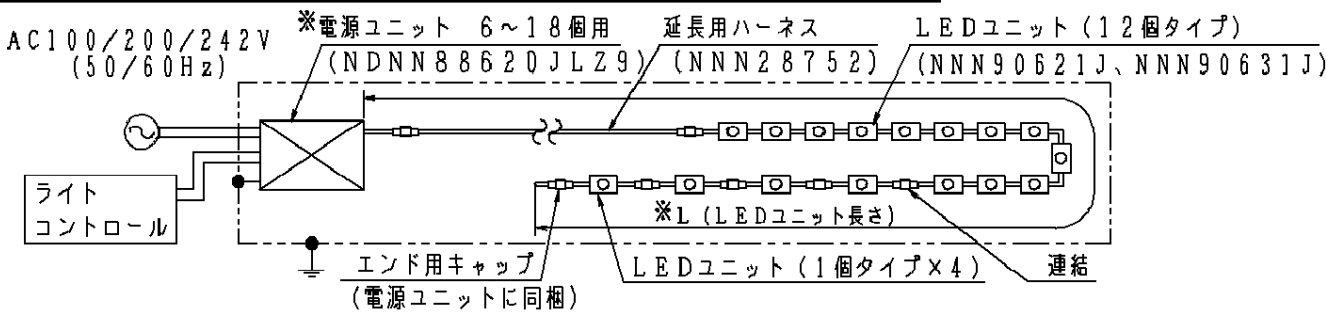 AC100/200/242V
(50/60Hz)
※電源ユニット 6~18個用
(NDNN88620JLZ9)
延長用ハーネス
(NNN28752)
LEDユニット(12個タイプ)
(NNN90621J、NNN90631J)
ライト
コントロール
※L(LEDユニット長さ)
エンド用キャップ
(電源ユニットに同梱)
LEDユニット(1個タイプ×4)
連結